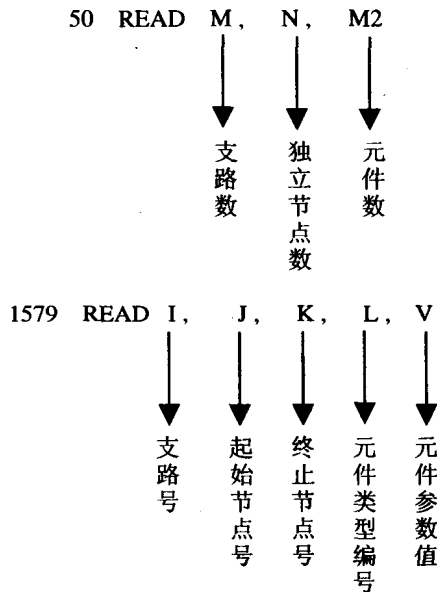 50 READ M, N, M2
支路数
独立节点数
元件数
1579 READ I, J, K, L, V
支路号
起始节点号
终止节点号
元件类型编号
元件参数值